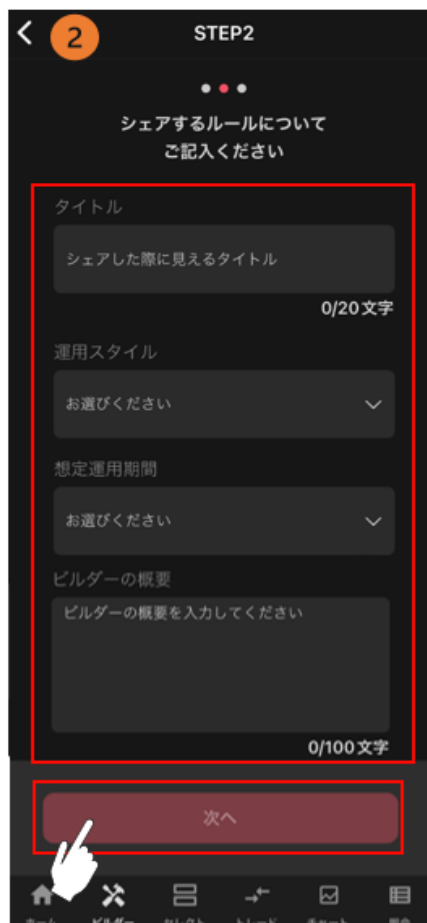 2
STEP2
シェアするルールについて
ご記入ください
タイトル
シェアした際に見えるタイトル
0/20文字
運用スタイル
お選びください
想定運用期間
お選びください
ビルダーの概要
ビルダーの概要を入力してください
0/100文字
次へ